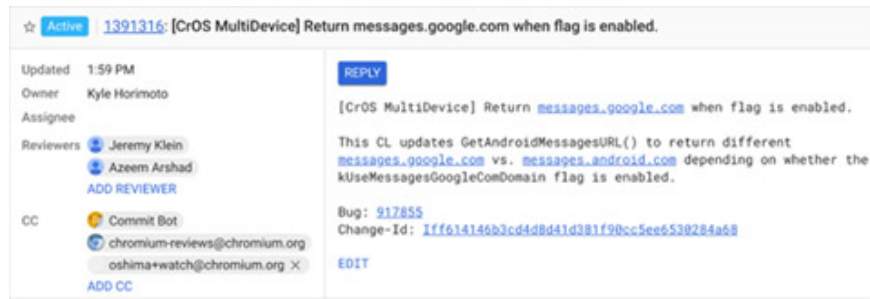 Active 1391316: [CrOS MultiDevice] Return messages.google.com when flag is enabled.
Updated 1:59 PM
Owner Kyle Horimoto
Assignee
Reviewers Jeremy Klein
Azeem Arshad
ADD REVIEWER
CC Commit Bot
chromium-reviews@chromium.org
oshima+watch@chromium.org ×
ADD CC
REPLY
[CrOS MultiDevice] Return messages.google.com when flag is enabled.
This CL updates GetAndroidMessagesURL() to return different
messages.google.com vs. messages.android.com depending on whether the
kUseMessagesGoogleComDomain flag is enabled.
Bug: 917855
Change-Id: Iff614146b3cd4d8d41d381f90cc5ee6530284a68
EDIT